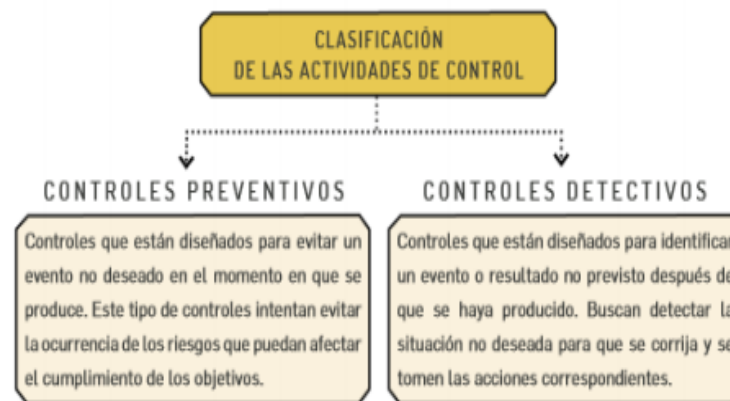 CLASIFICACIÓN
DE LAS ACTIVIDADES DE CONTROL
CONTROLES PREVENTIVOS
Controles que están diseñados para evitar un
evento no deseado en el momento en que se
produce. Este tipo de controles intentan evitar
la ocurrencia de los riesgos que puedan afectar
el cumplimiento de los objetivos.
CONTROLES DETECTIVOS
Controles que están diseñados para identificar
un evento o resultado no previsto después de
que se haya producido. Buscan detectar la
situación no deseada para que se corrija y se
tomen las acciones correspondientes.